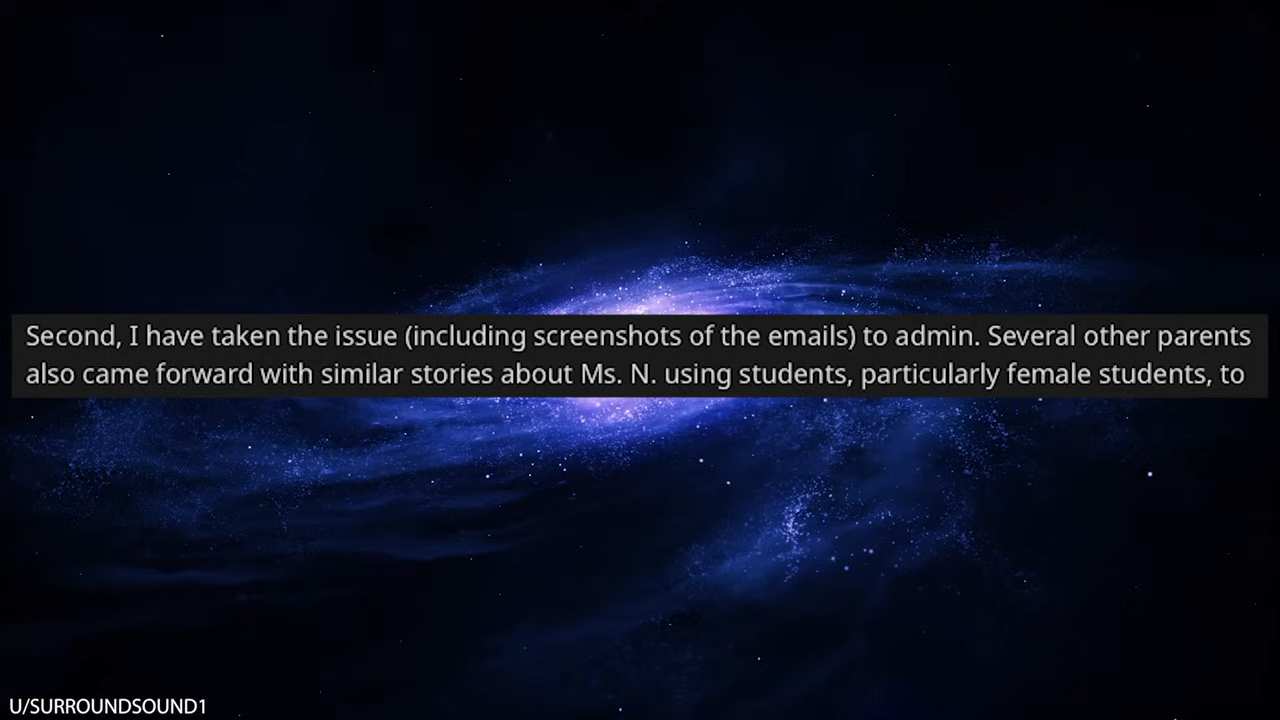 Second, I have taken the issue (including screenshots of the emails) to admin. Several other parents
also came forward with similar stories about Ms. N. using students, particularly female students, to
U/SURROUNDSOUND1